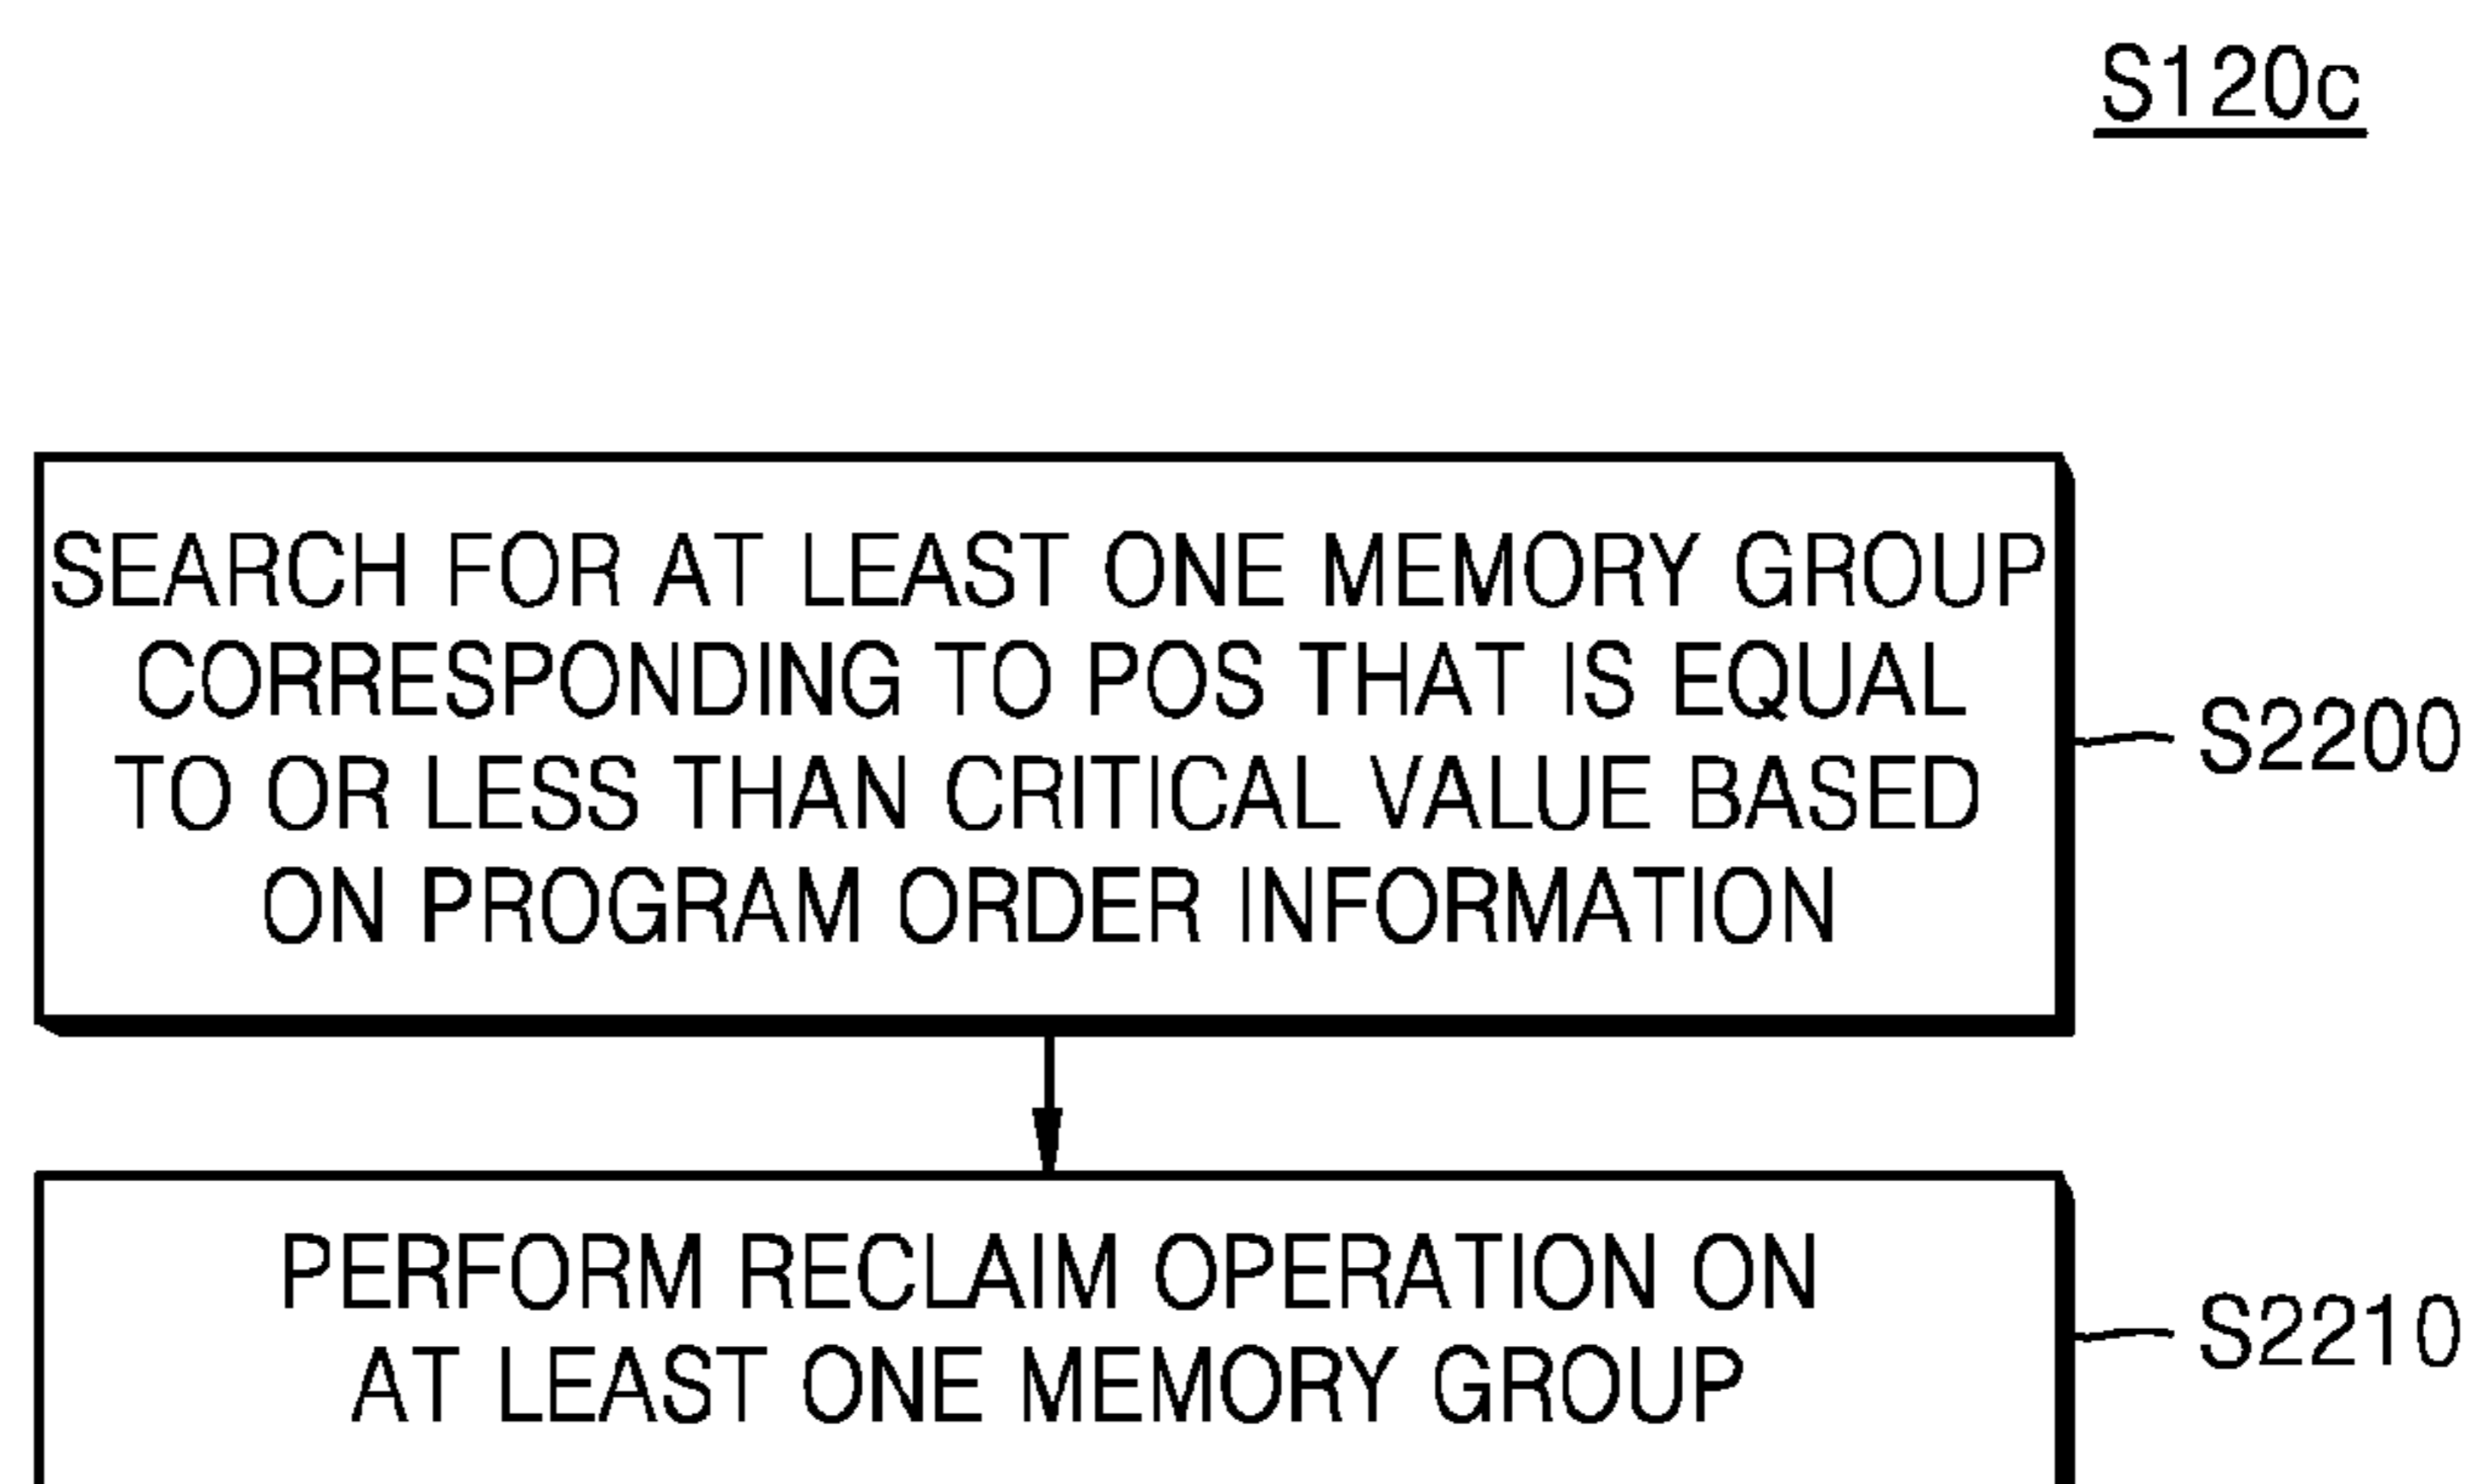 S120c
SEARCH FOR AT LEAST ONE MEMORY GROUP
CORRESPONDING TO POS THAT IS EQUAL
TO OR LESS THAN CRITICAL VALUE BASED
ON PROGRAM ORDER INFORMATION
S2200
PERFORM RECLAIM OPERATION ON
AT LEAST ONE MEMORY GROUP
S2210